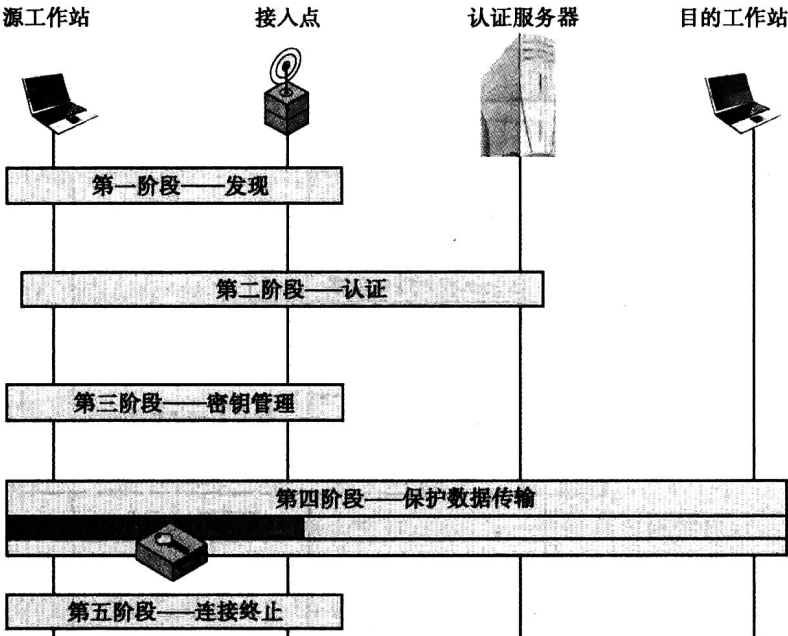 源工作站 接入点 认证服务器 目的工作站
第一阶段——发现
第二阶段——认证
第三阶段——密钥管理
第四阶段——保护数据传输
第五阶段——连接终止